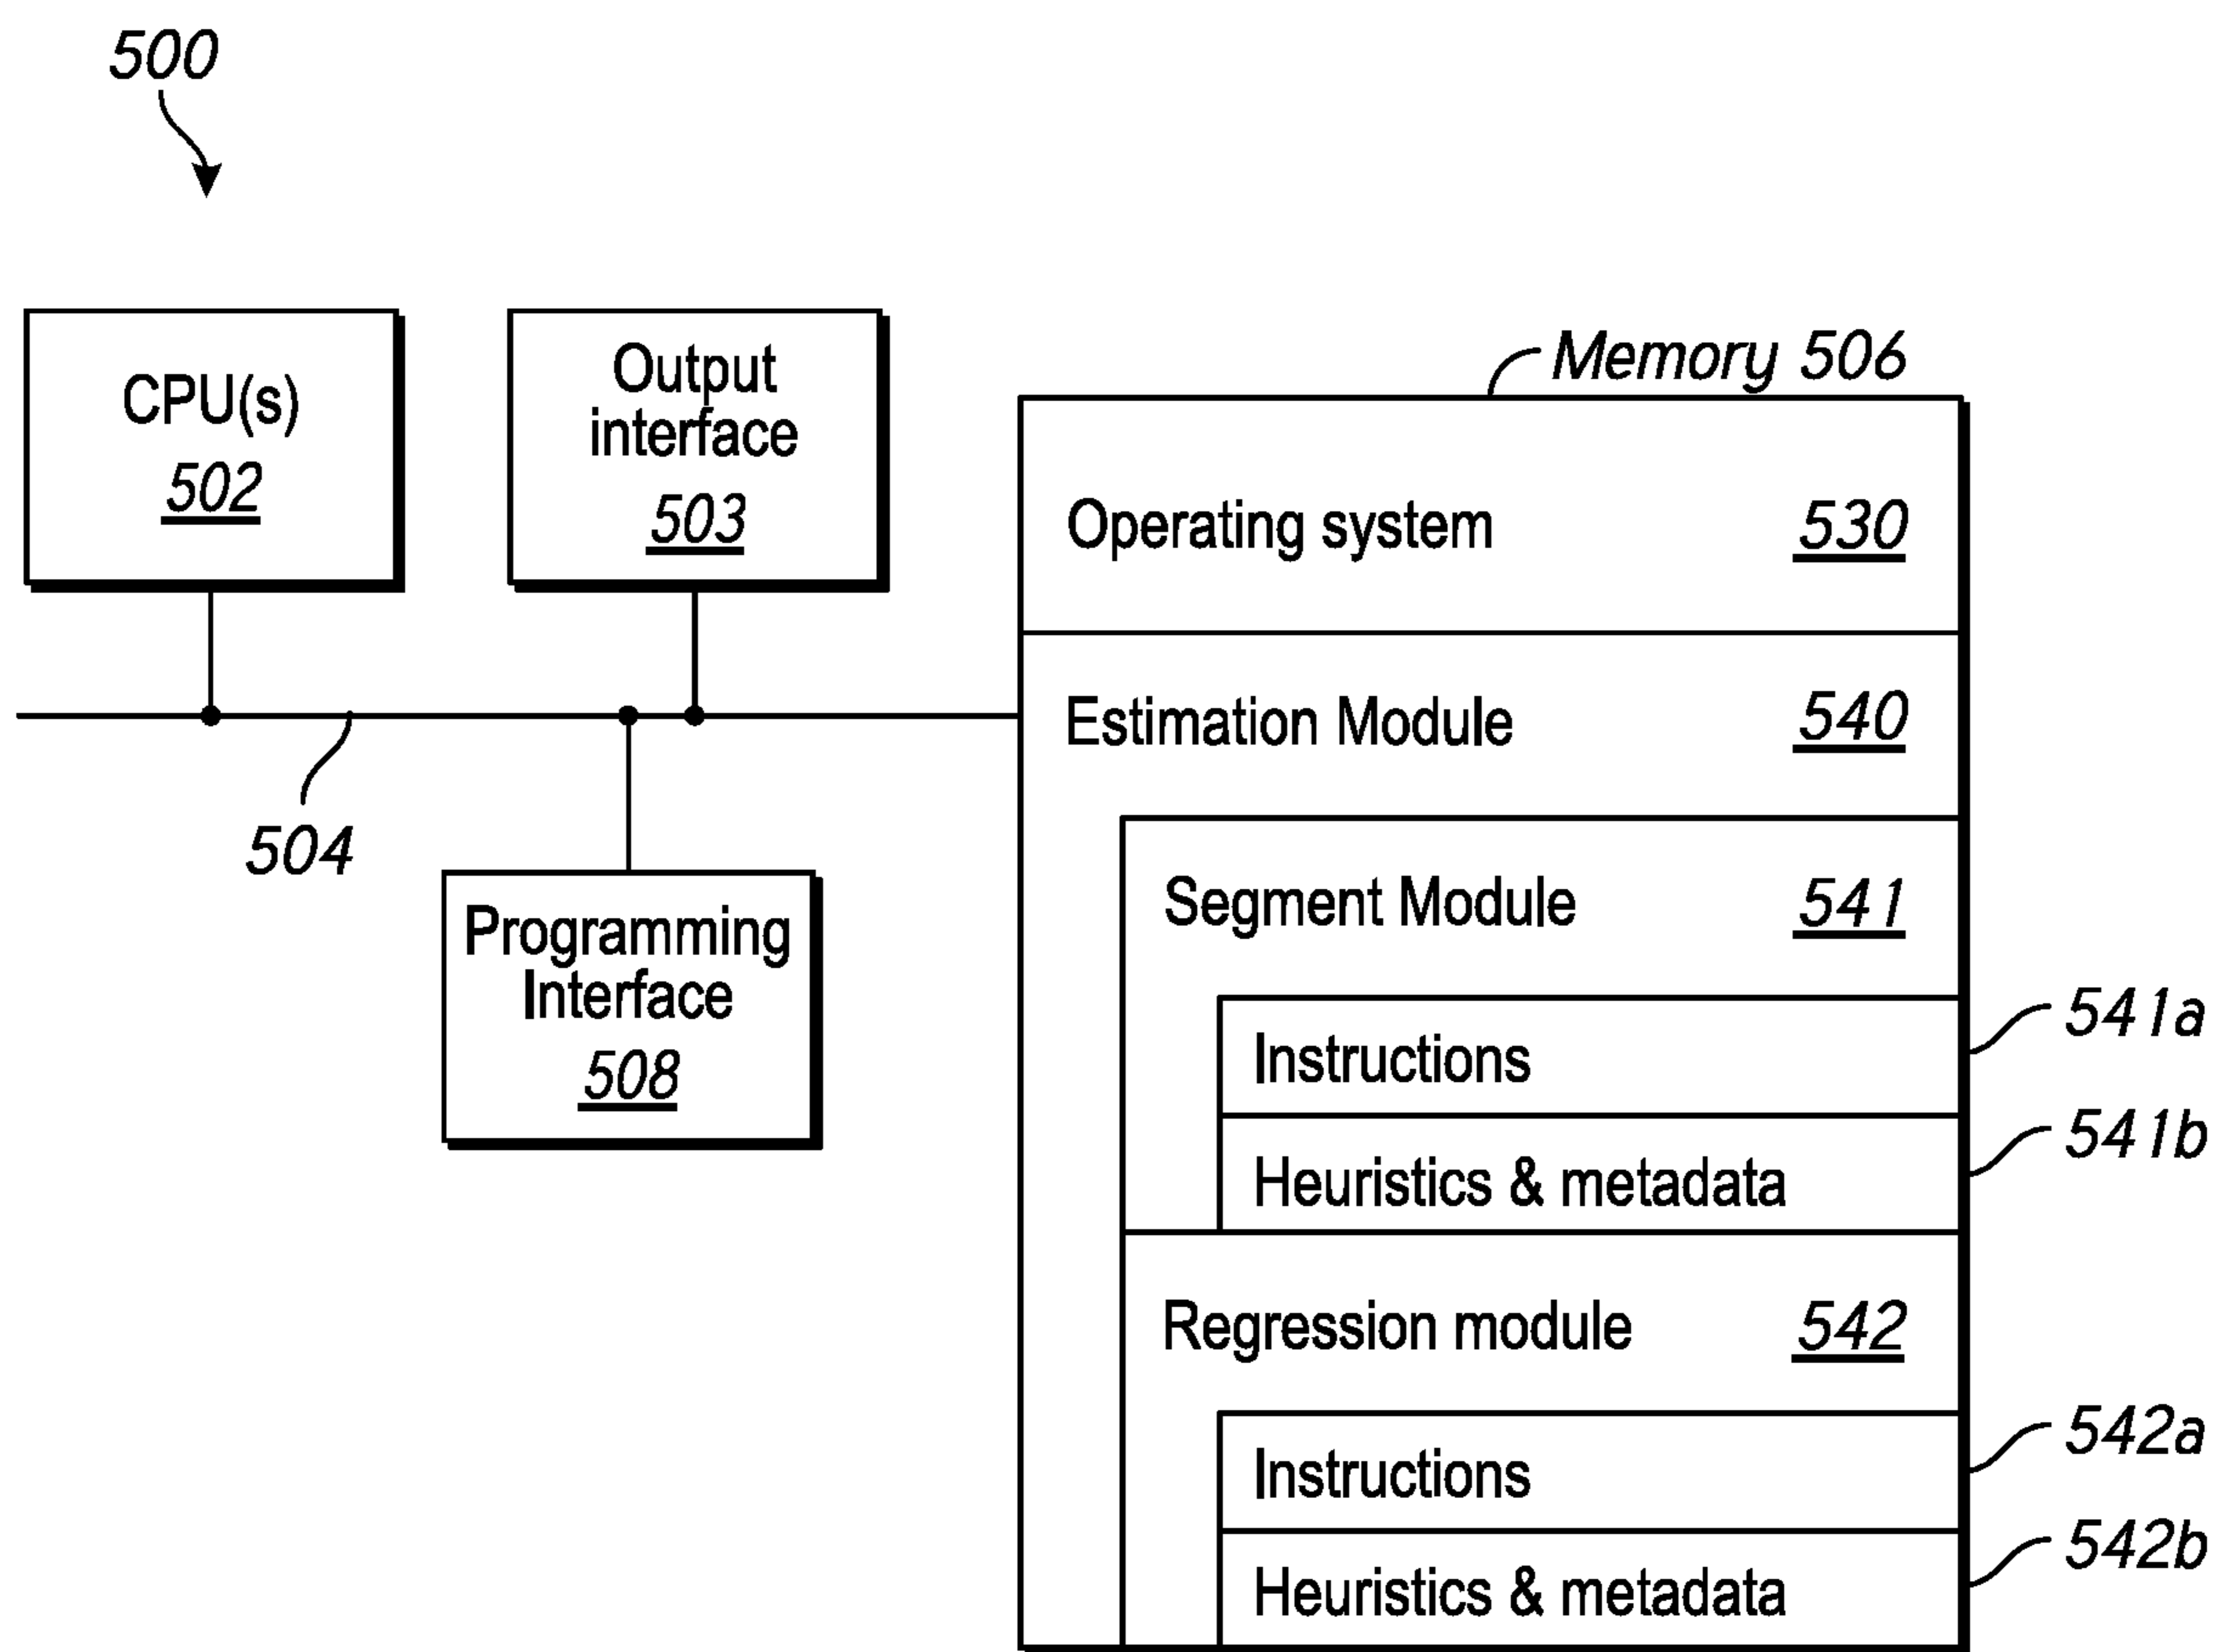 500
CPU(s)
502
Output
interface
503
504
Programming
Interface
508
Memory 506
Operating system 530
Estimation Module 540
Segment Module 541
Instructions
541a
Heuristics & metadata
541b
Regression module 542
Instructions
542a
Heuristics & metadata
542b